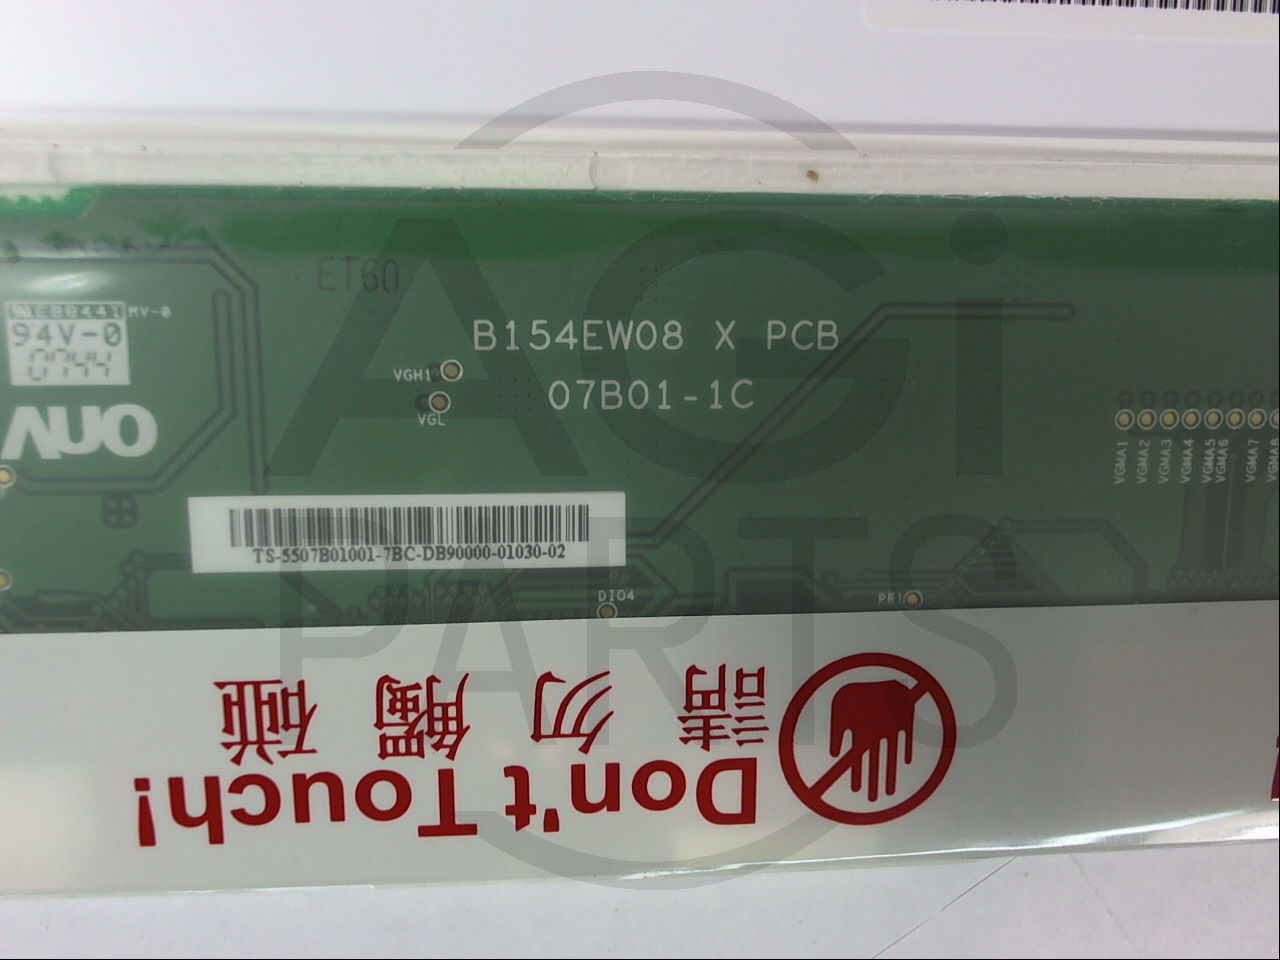 ET60
E88441 MV-0
94V-0
0744
AUO
B154EW08 X PCB
07B01-1C
VGH1
VGL
VGMA1
VGMA2
VGMA3
VGMA4
VGMA5
VGMA6
VGMA7
VGMA8
TS-5507B01001-7BC-DB90000-01030-02
DIO4
PR1
AGi
PARTS
請勿觸碰
Don't Touch!